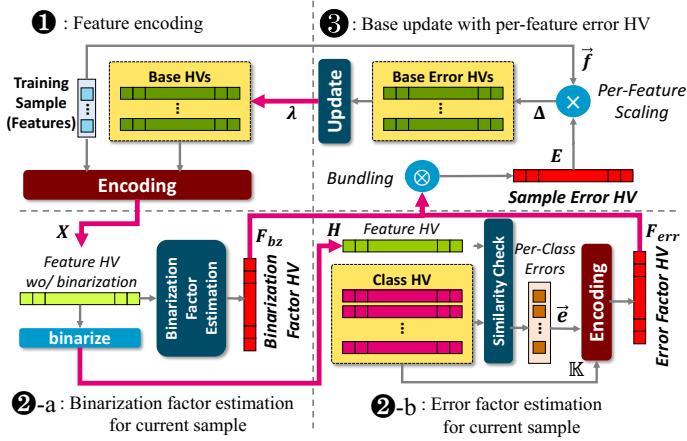 ❶ : Feature encoding
❸ : Base update with per-feature error HV
Training
Sample
(Features)
Base HVs
...
λ
Update
Base Error HVs
...
Δ
×
f⃗
Per-Feature
Scaling
E
Encoding
Bundling
⊗
Sample Error HV
X
Feature HV
wo/ binarization
binarize
Binarization
Factor
Estimation
F_bz
Binarization
Factor HV
H
Feature HV
Class HV
...
Similarity Check
Per-Class
Errors
e⃗
Encoding
𝕂
F_err
Error Factor HV
❷-a : Binarization factor estimation
for current sample
❷-b : Error factor estimation
for current sample